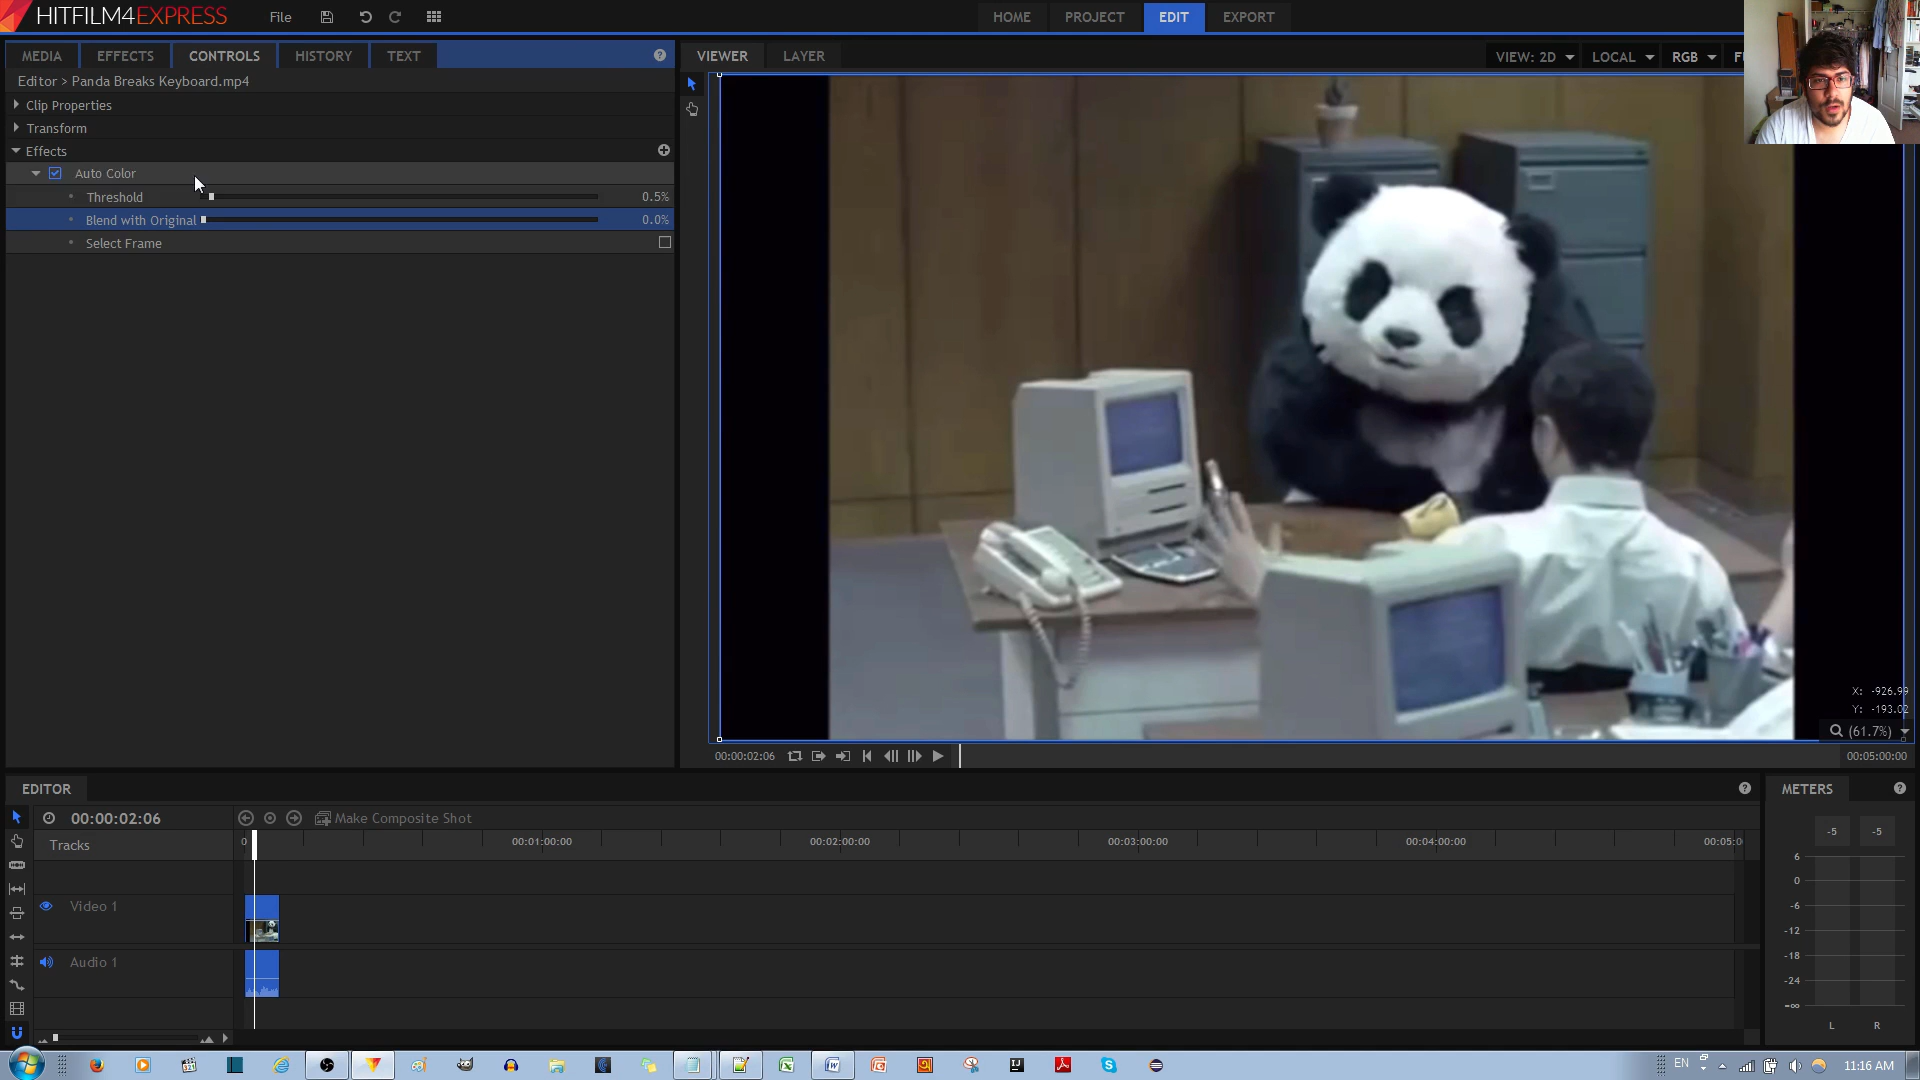 HITFILM4EXPRESS File HOME PROJECT EDIT EXPORT
MEDIA EFFECTS CONTROLS HISTORY TEXT ?
Editor > Panda Breaks Keyboard.mp4
Clip Properties
Transform
Effects
Auto Color
Threshold 0.5%
Blend with Original 0.0%
Select Frame
VIEWER LAYER VIEW: 2D LOCAL RGB
X: -926.99
Y: -193.02
(61.7%)
00:00:02:06 00:05:00:00
EDITOR ?
00:00:02:06 Make Composite Shot
Tracks 0 00:01:00:00 00:02:00:00 00:03:00:00 00:04:00:00 00:05:0
Video 1
Audio 1
METERS ?
-5 -5
6
0
-6
-12
-18
-24
-∞
L R
EN 11:16 AM